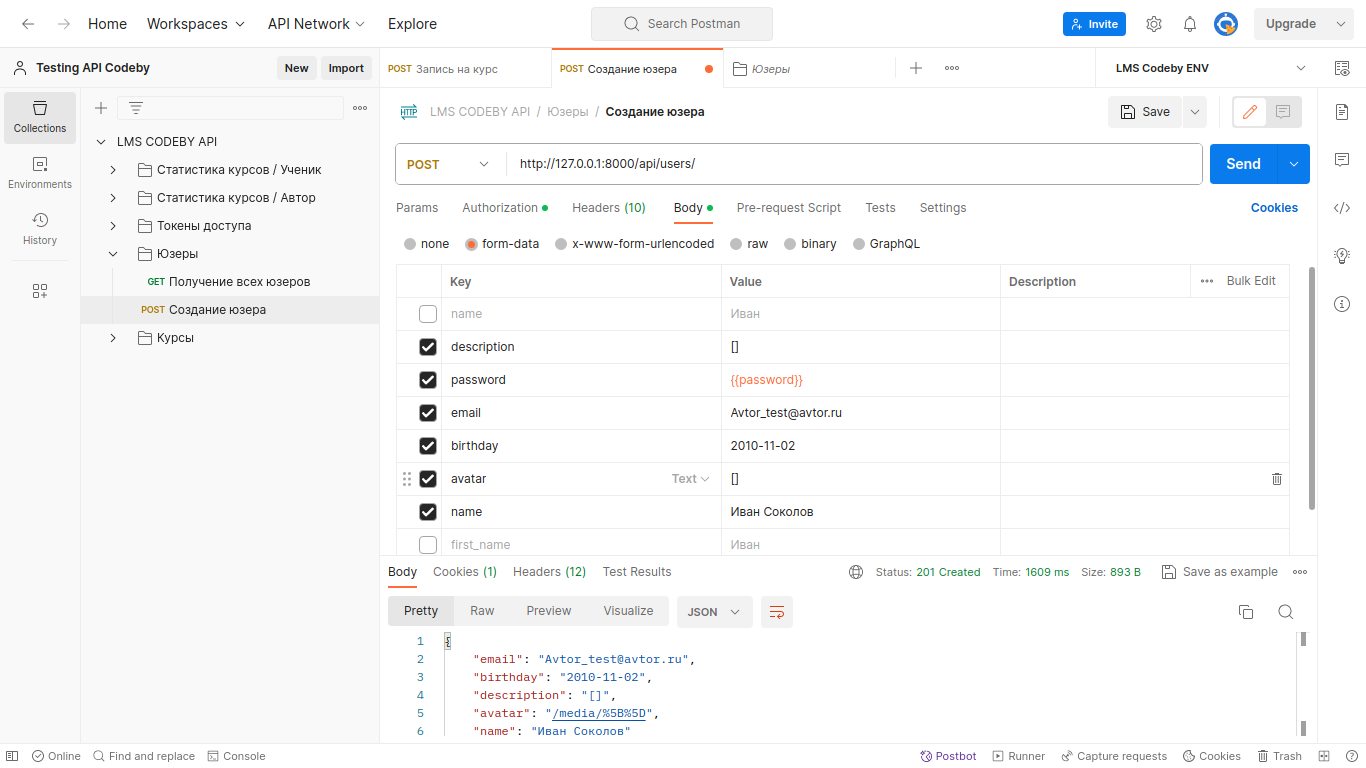 Home Workspaces API Network Explore Search Postman Invite Upgrade
Testing API Codeby New Import POST Запись на курс POST Создание юзера Юзеры LMS Codeby ENV
Collections
Environments
History
LMS CODEBY API
Статистика курсов / Ученик
Статистика курсов / Автор
Токены доступа
Юзеры
GET Получение всех юзеров
POST Создание юзера
Курсы
HTTP LMS CODEBY API / Юзеры / Создание юзера Save
POST http://127.0.0.1:8000/api/users/ Send
Params Authorization Headers (10) Body Pre-request Script Tests Settings Cookies
none form-data x-www-form-urlencoded raw binary GraphQL
Key Value Description Bulk Edit
name Иван
description []
password {{password}}
email Avtor_test@avtor.ru
birthday 2010-11-02
avatar Text []
name Иван Соколов
first_name Иван
Body Cookies (1) Headers (12) Test Results Status: 201 Created Time: 1609 ms Size: 893 B Save as example
Pretty Raw Preview Visualize JSON
1 {
2 "email": "Avtor_test@avtor.ru",
3 "birthday": "2010-11-02",
4 "description": "[]",
5 "avatar": "/media/%5B%5D",
6 "name": "Иван Соколов"
Online Find and replace Console Postbot Runner Capture requests Cookies Trash